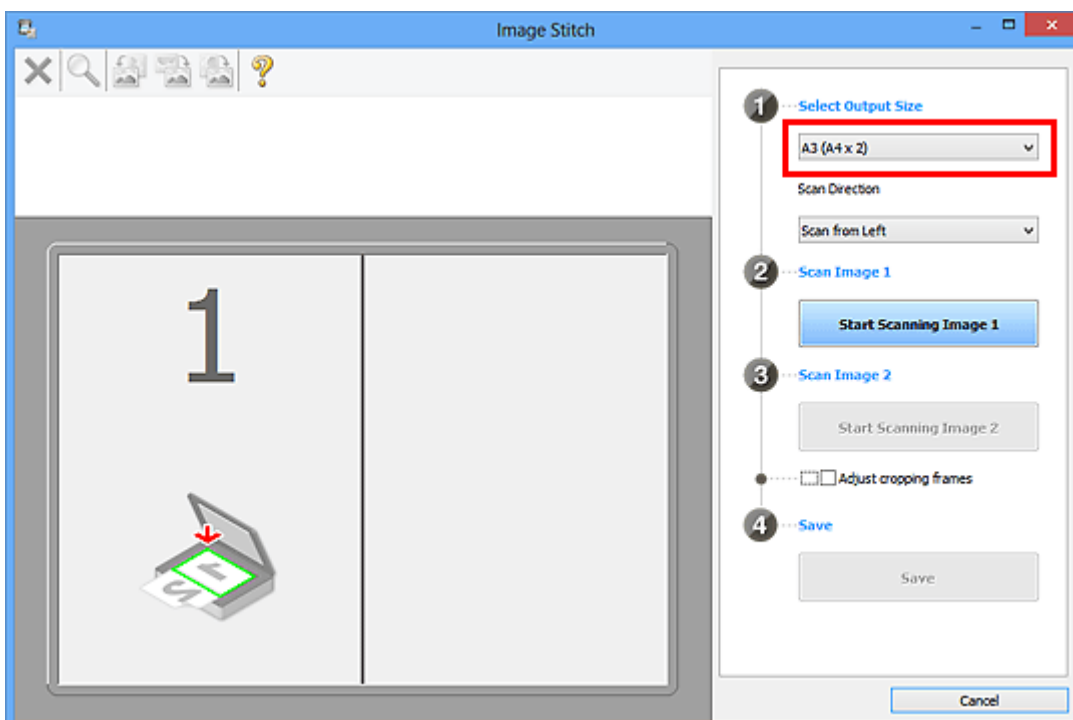 Image Stitch
1 Select Output Size
A3 (A4 x 2)
Scan Direction
Scan from Left
2 Scan Image 1
Start Scanning Image 1
3 Scan Image 2
Start Scanning Image 2
Adjust cropping frames
4 Save
Save
Cancel
1